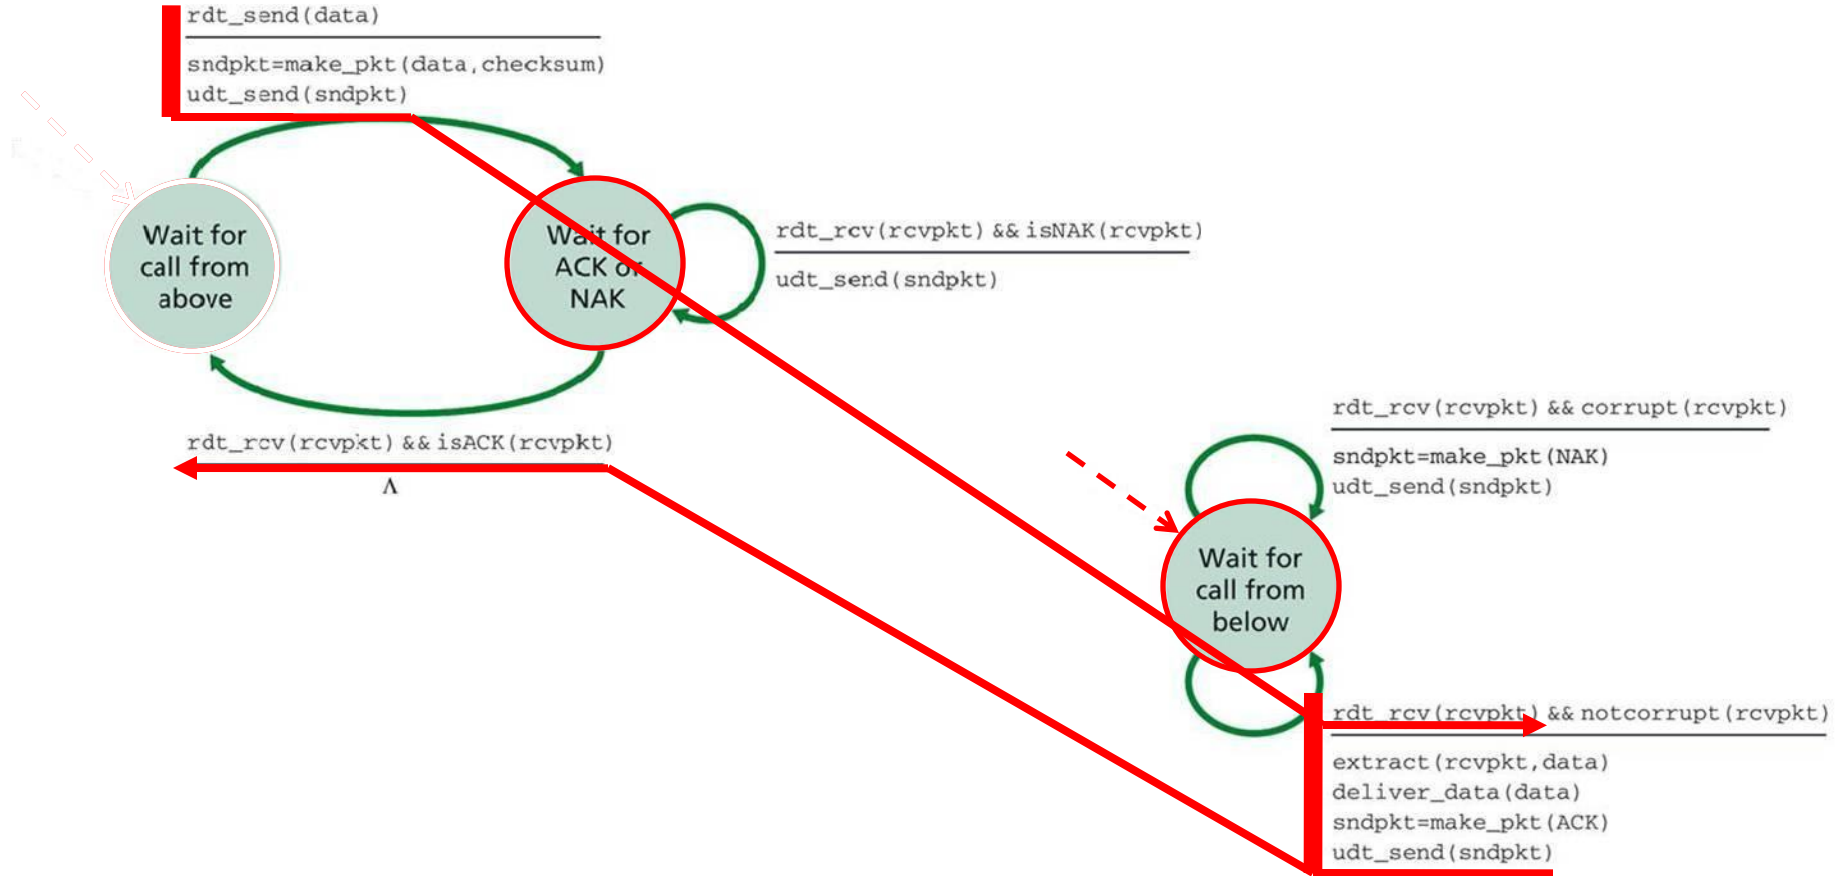 rdt_send(data)
sndpkt=make_pkt(data,checksum)
udt_send(sndpkt)
Wait for
call from
above
Wait for
ACK or
NAK
rdt_rcv(rcvpkt) && isNAK(rcvpkt)
udt_send(sndpkt)
rdt_rcv(rcvpkt) && isACK(rcvpkt)
Λ
rdt_rcv(rcvpkt) && corrupt(rcvpkt)
sndpkt=make_pkt(NAK)
udt_send(sndpkt)
Wait for
call from
below
rdt_rcv(rcvpkt) && notcorrupt(rcvpkt)
extract(rcvpkt,data)
deliver_data(data)
sndpkt=make_pkt(ACK)
udt_send(sndpkt)